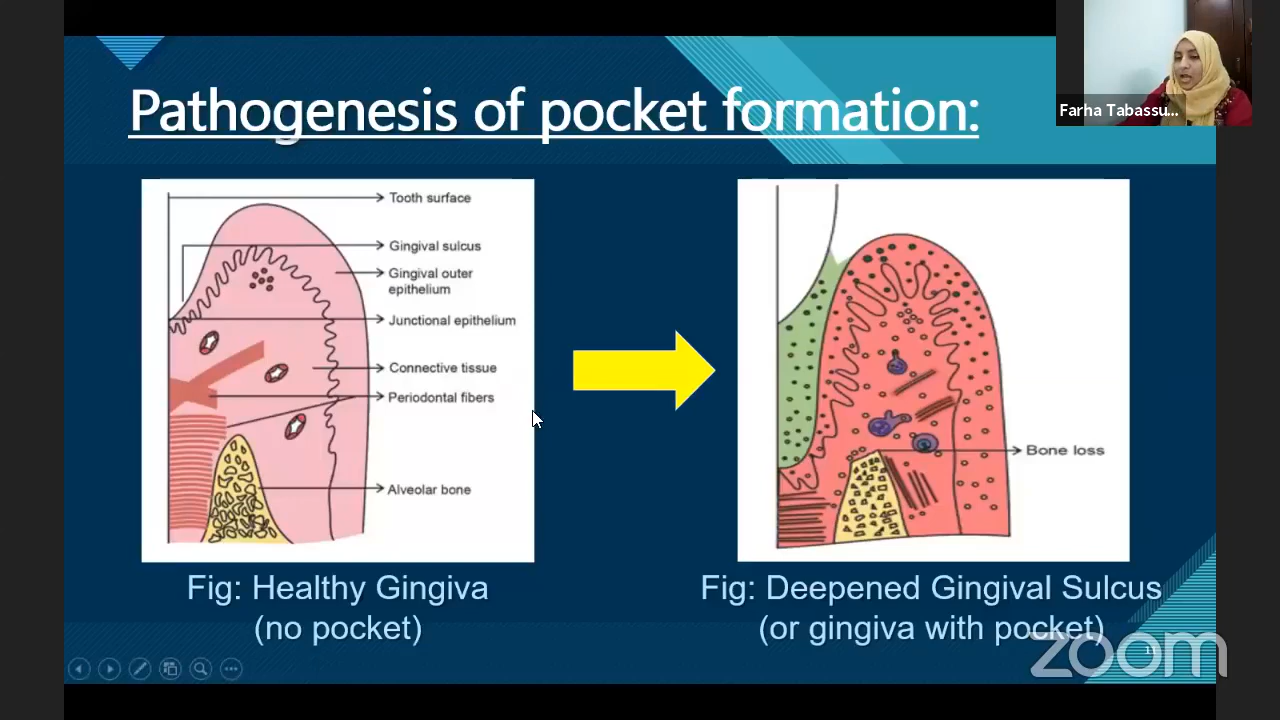 Pathogenesis of pocket formation:
Farha Tabassu...
Tooth surface
Gingival sulcus
Gingival outer
epithelium
Junctional epithelium
Connective tissue
Periodontal fibers
Alveolar bone
Bone loss
Fig: Healthy Gingiva
(no pocket)
Fig: Deepened Gingival Sulcus
(or gingiva with pocket)
zoom